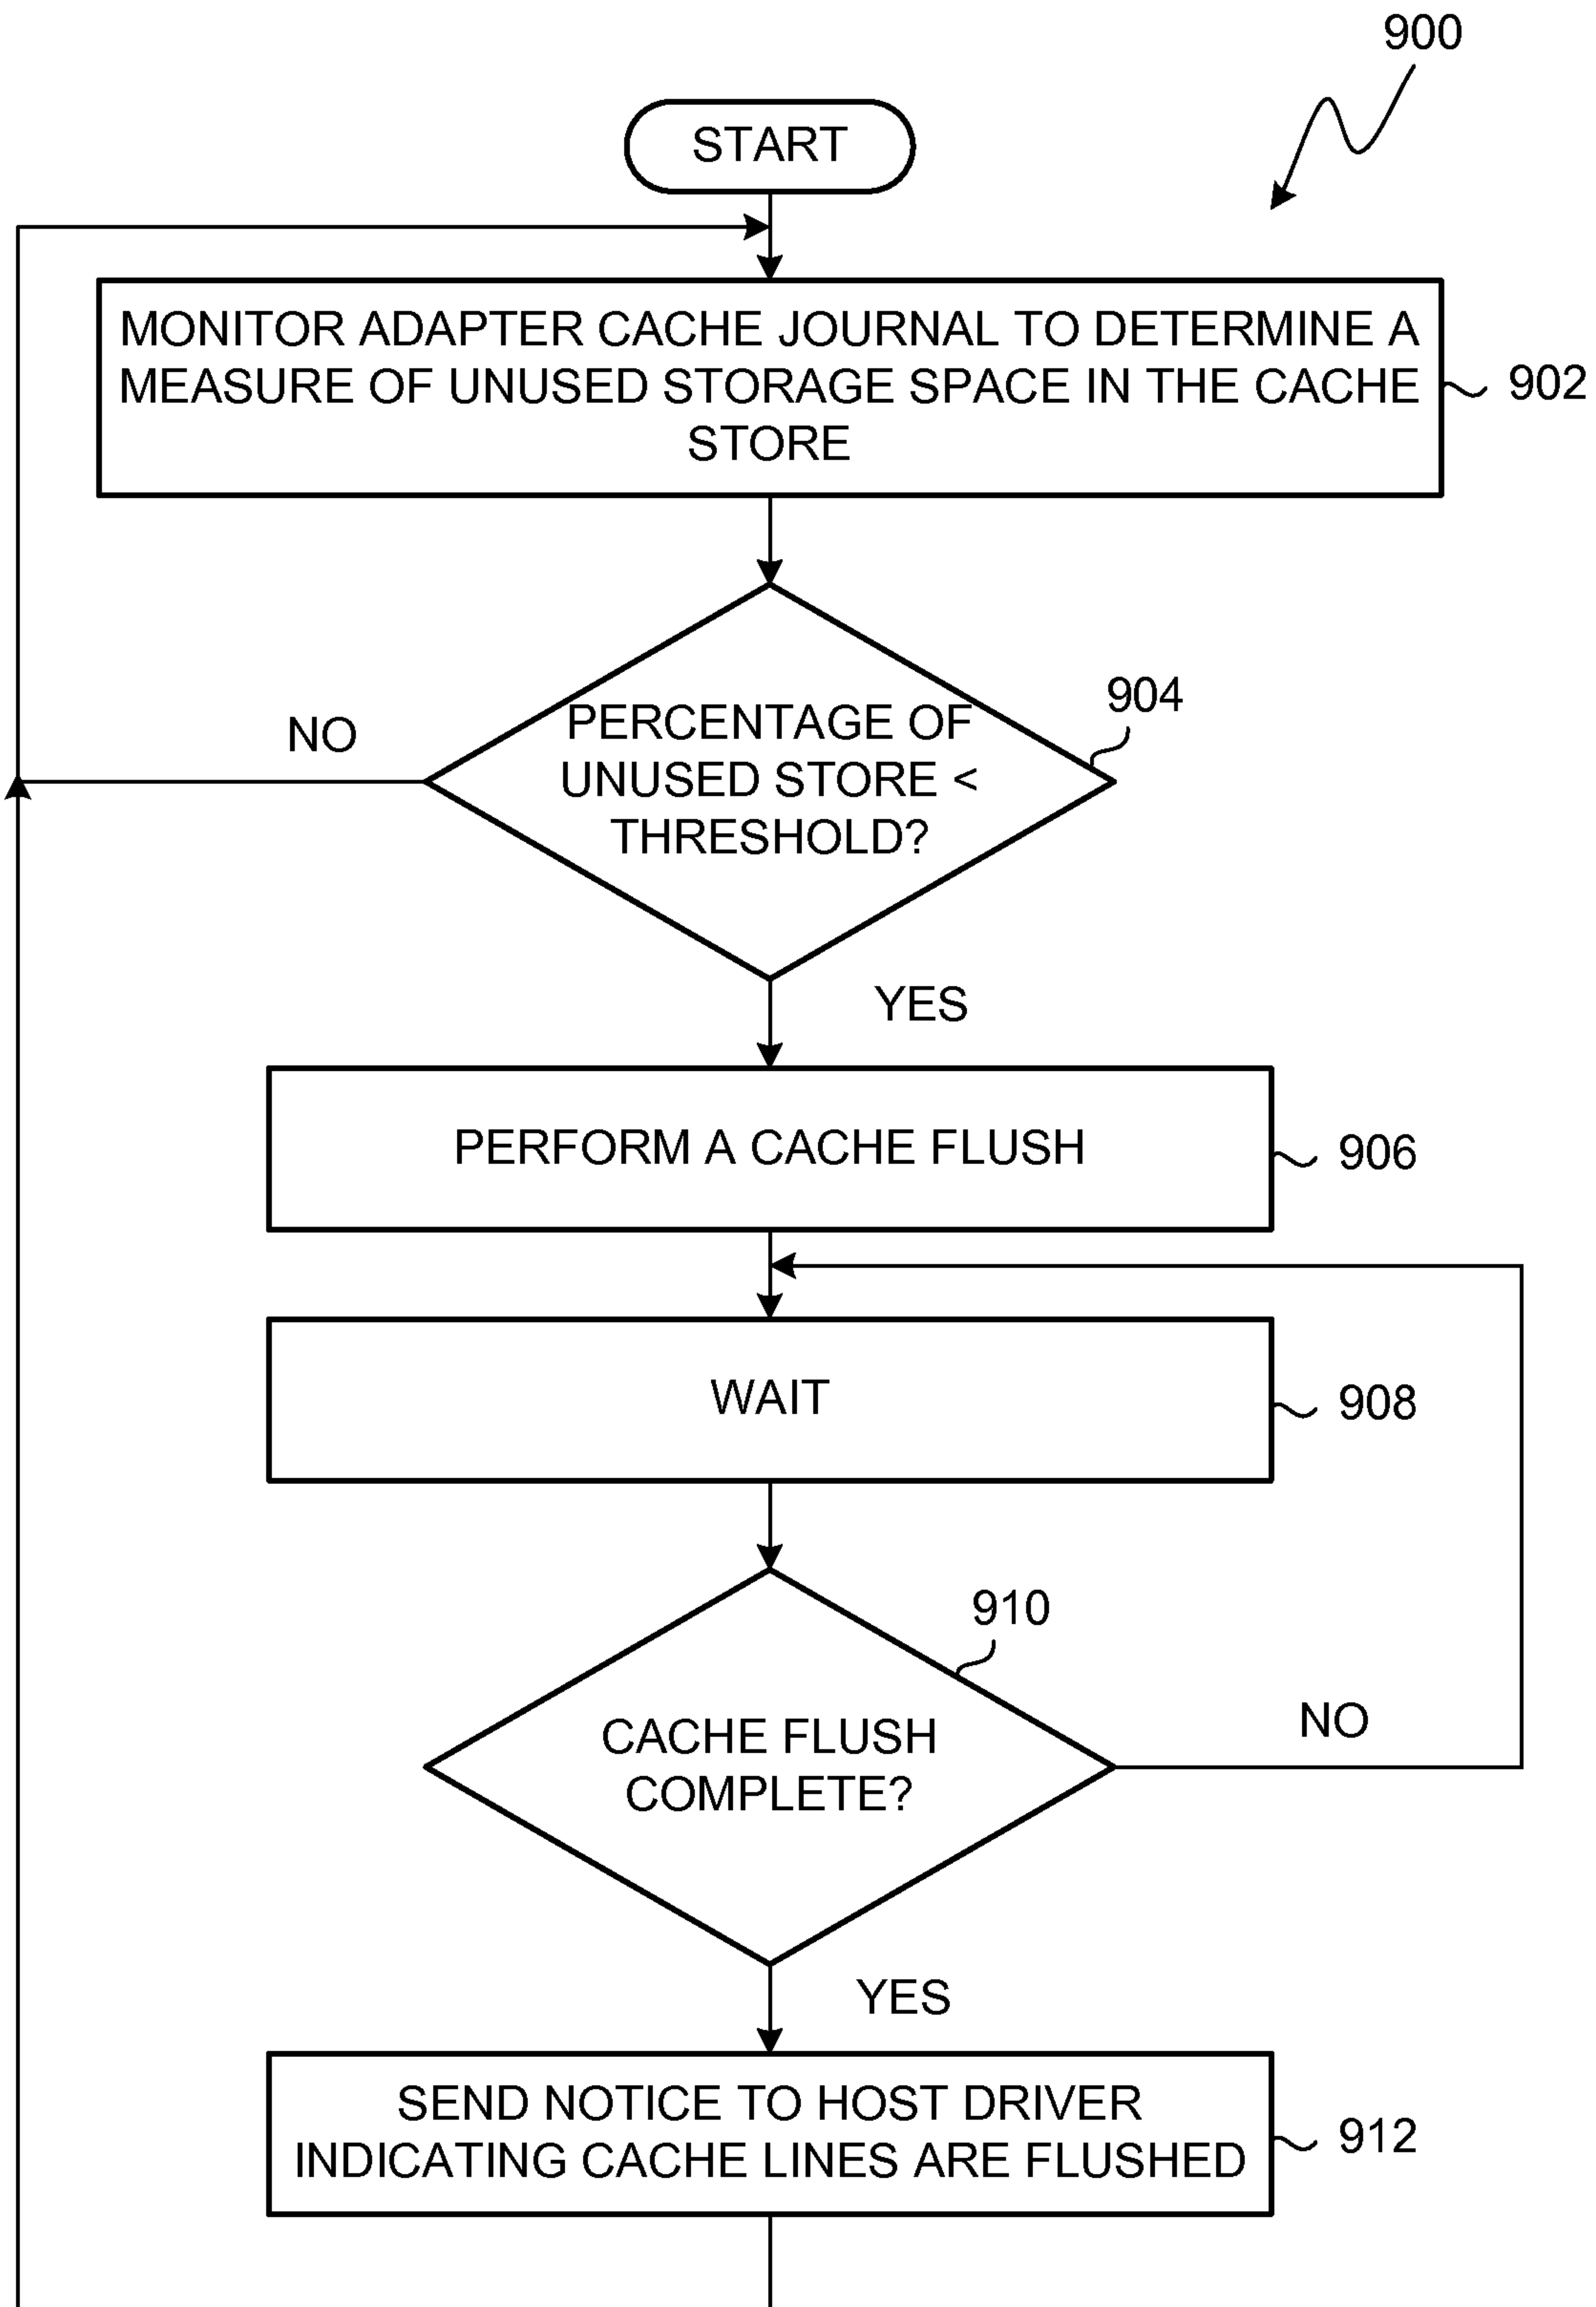 900
START
MONITOR ADAPTER CACHE JOURNAL TO DETERMINE A
MEASURE OF UNUSED STORAGE SPACE IN THE CACHE
STORE
902
904
NO
PERCENTAGE OF
UNUSED STORE <
THRESHOLD?
YES
PERFORM A CACHE FLUSH
906
WAIT
908
910
CACHE FLUSH
COMPLETE?
NO
YES
SEND NOTICE TO HOST DRIVER
INDICATING CACHE LINES ARE FLUSHED
912